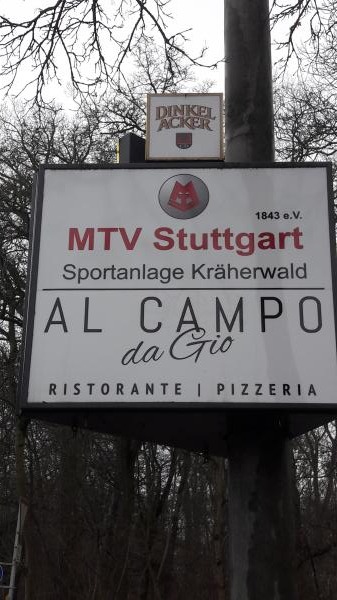 DINKEL
ACKER
1843 e.V.
MTV Stuttgart
Sportanlage Kräherwald
AL CAMPO
da Gio
RISTORANTE | PIZZERIA